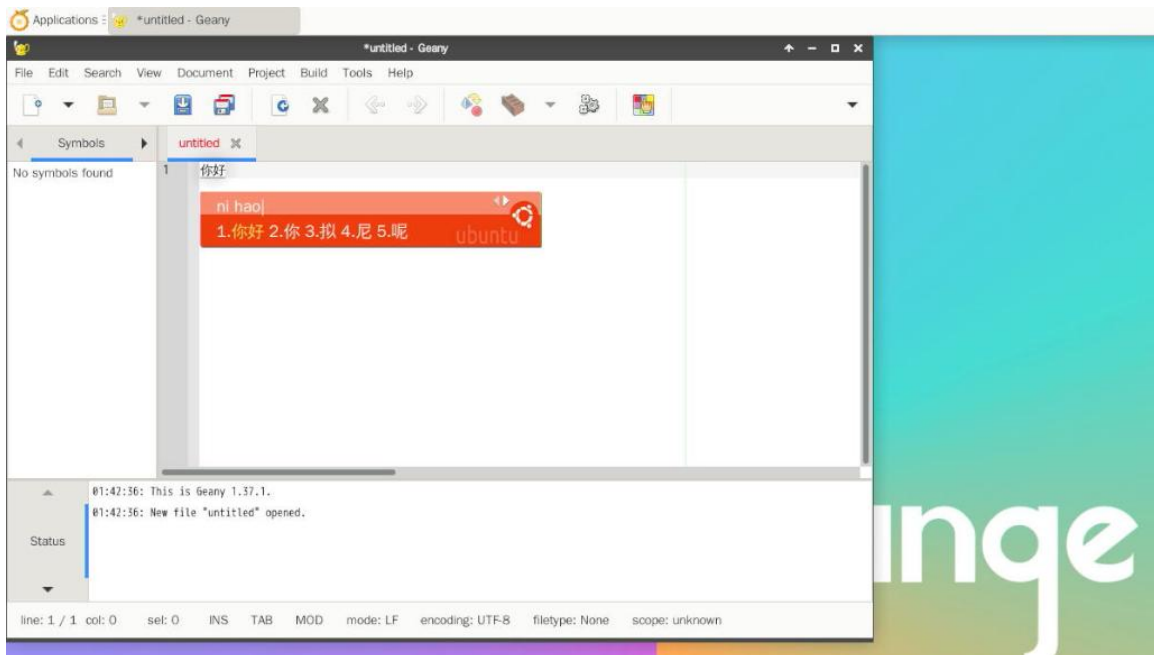 Applications *untitled - Geany
*untitled - Geany
File Edit Search View Document Project Build Tools Help
Symbols untitled
No symbols found 1 你好
ni hao
1.你好 2.你 3.拟 4.尼 5.呢 ubuntu
01:42:36: This is Geany 1.37.1.
01:42:36: New file "untitled" opened.
Status
nge
line: 1 / 1 col: 0 sel: 0 INS TAB MOD mode: LF encoding: UTF-8 filetype: None scope: unknown